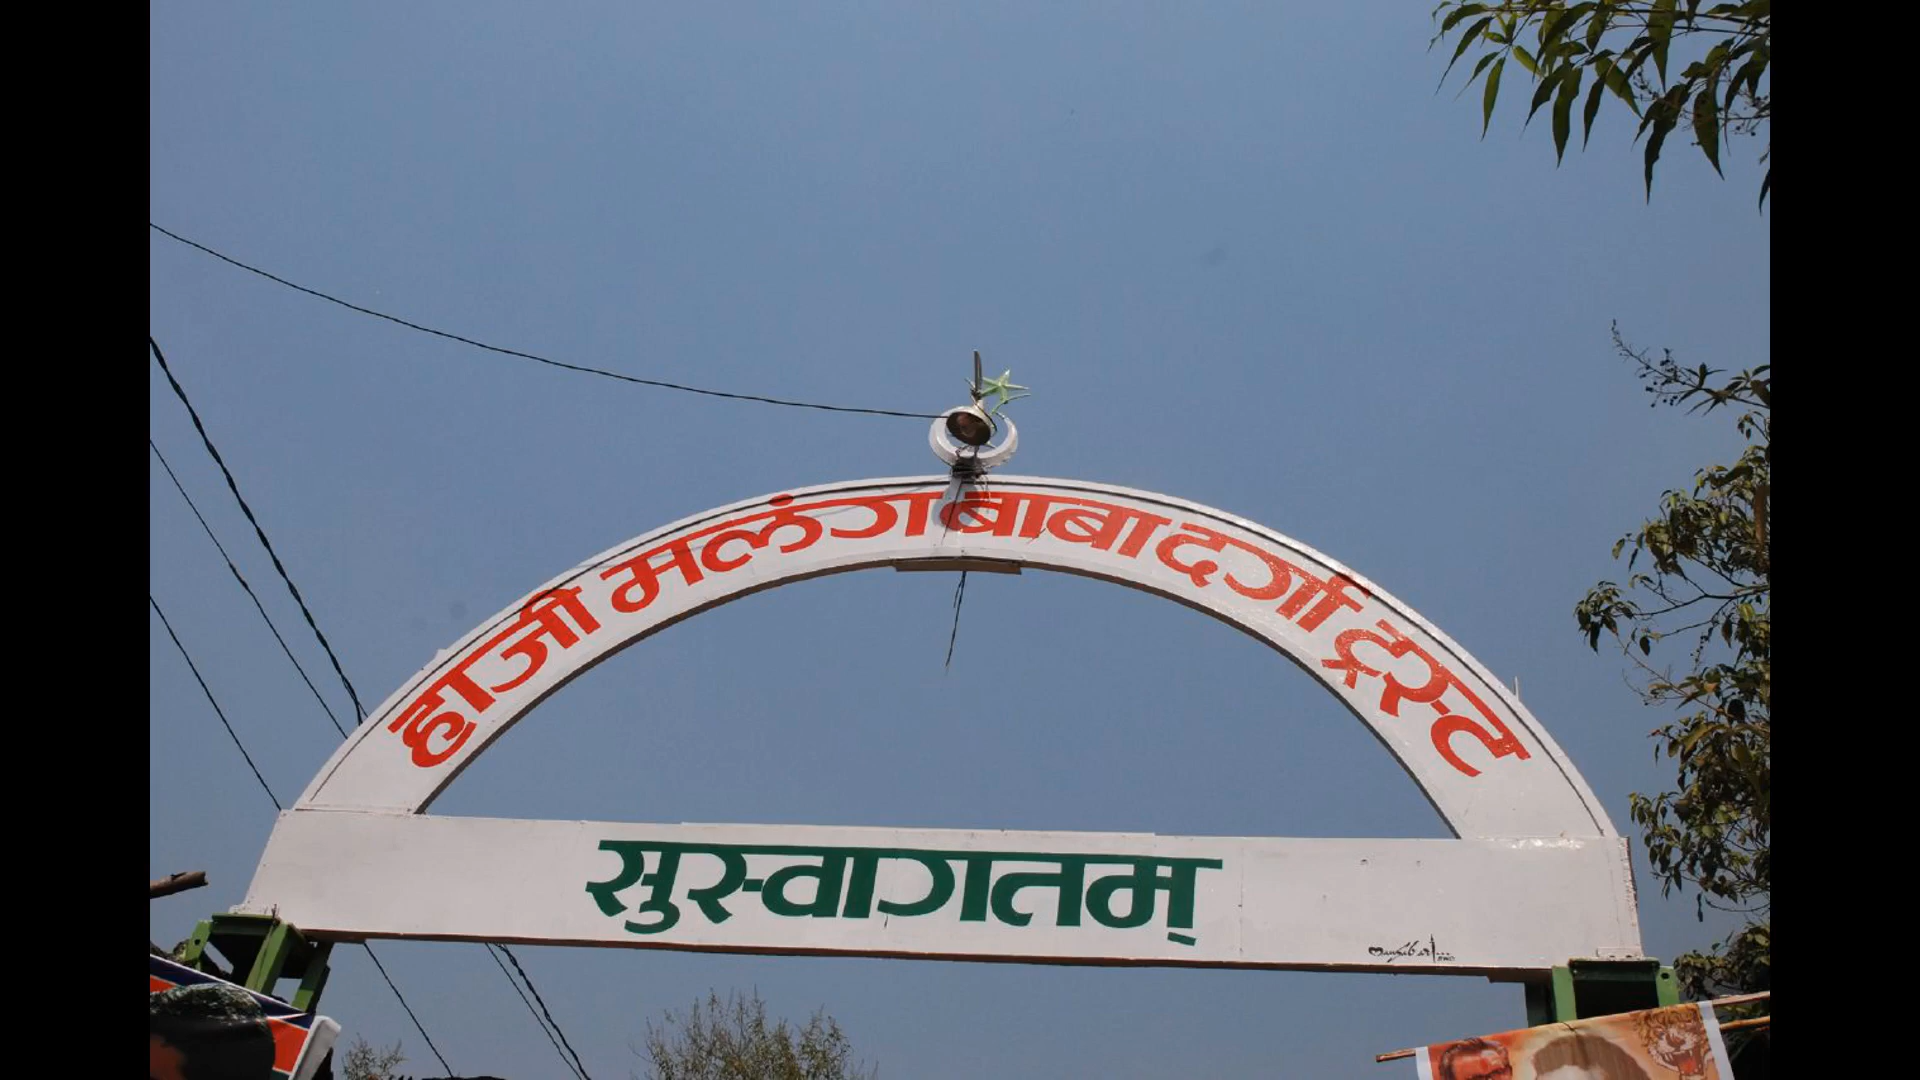 हाजी मलंग बाबा दर्गा ट्रस्ट
सुस्वागतम्